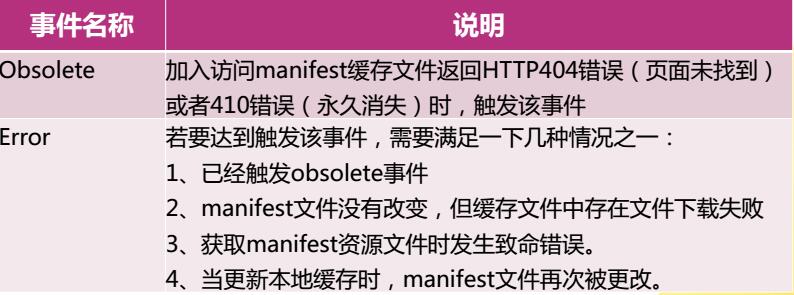 事件名称 说明
Obsolete 加入访问manifest缓存文件返回HTTP404错误（页面未找到）
或者410错误（永久消失）时，触发该事件
Error 若要达到触发该事件，需要满足一下几种情况之一：
1、已经触发obsolete事件
2、manifest文件没有改变，但缓存文件中存在文件下载失败
3、获取manifest资源文件时发生致命错误。
4、当更新本地缓存时，manifest文件再次被更改。